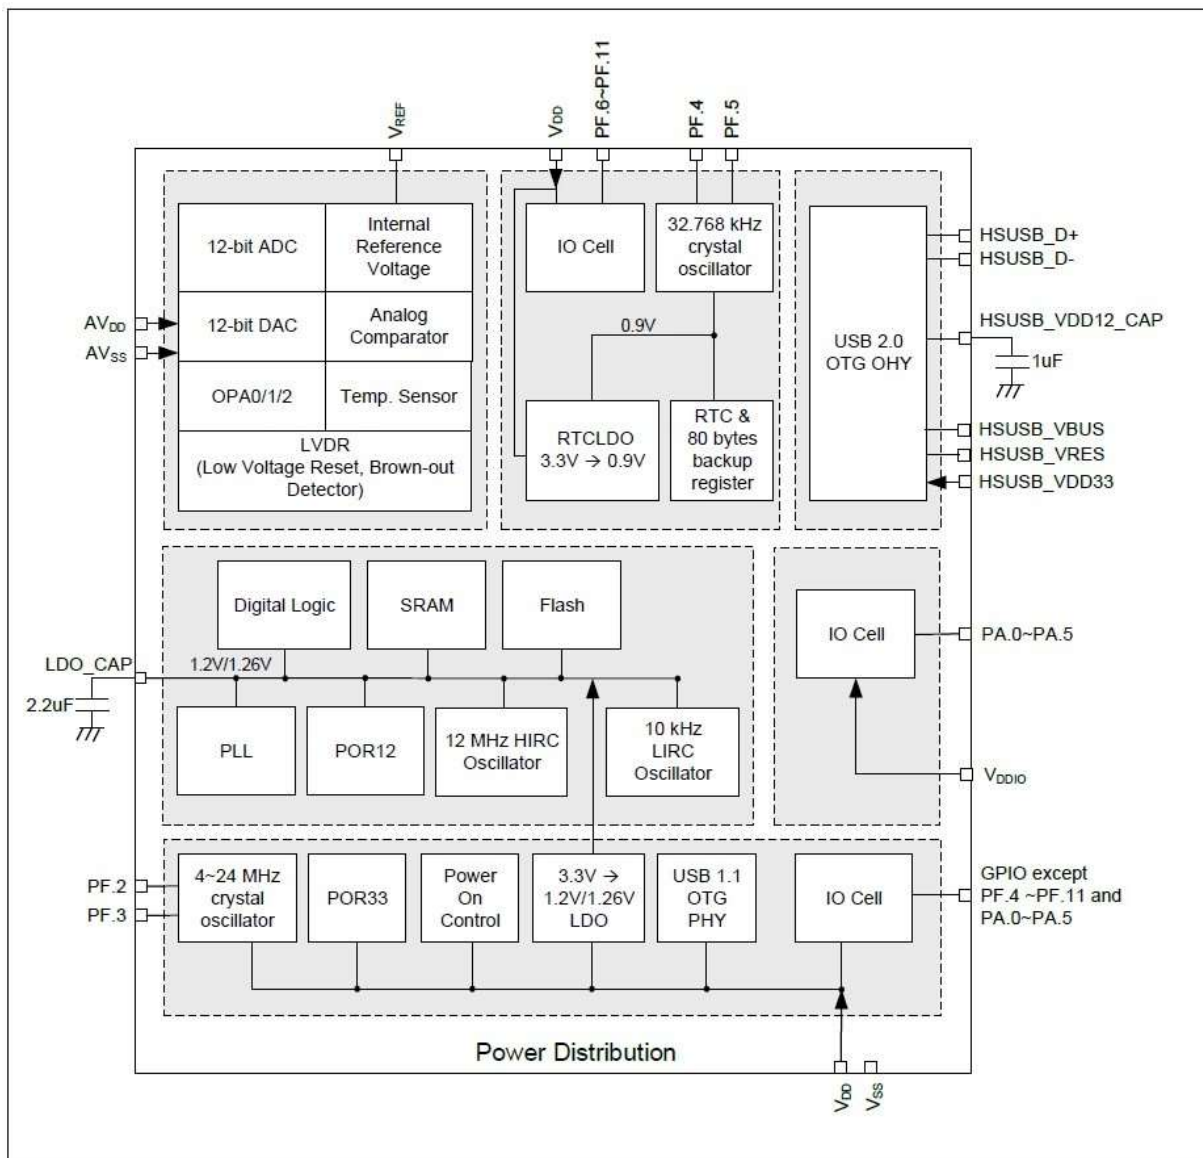 VREF
VDD
PF.6~PF.11
PF.4
PF.5
12-bit ADC
Internal
Reference
Voltage
12-bit DAC
Analog
Comparator
OPA0/1/2
Temp. Sensor
LVDR
(Low Voltage Reset, Brown-out
Detector)
AVDD
AVSS
IO Cell
32.768 kHz
crystal
oscillator
0.9V
RTCLDO
3.3V → 0.9V
RTC &
80 bytes
backup
register
USB 2.0
OTG OHY
HSUSB_D+
HSUSB_D-
HSUSB_VDD12_CAP
1uF
HSUSB_VBUS
HSUSB_VRES
HSUSB_VDD33
Digital Logic
SRAM
Flash
LDO_CAP
1.2V/1.26V
2.2uF
PLL
POR12
12 MHz HIRC
Oscillator
10 kHz
LIRC
Oscillator
IO Cell
PA.0~PA.5
VDDIO
PF.2
PF.3
4~24 MHz
crystal
oscillator
POR33
Power
On
Control
3.3V →
1.2V/1.26V
LDO
USB 1.1
OTG
PHY
IO Cell
GPIO except
PF.4 ~PF.11 and
PA.0~PA.5
Power Distribution
VDD
VSS